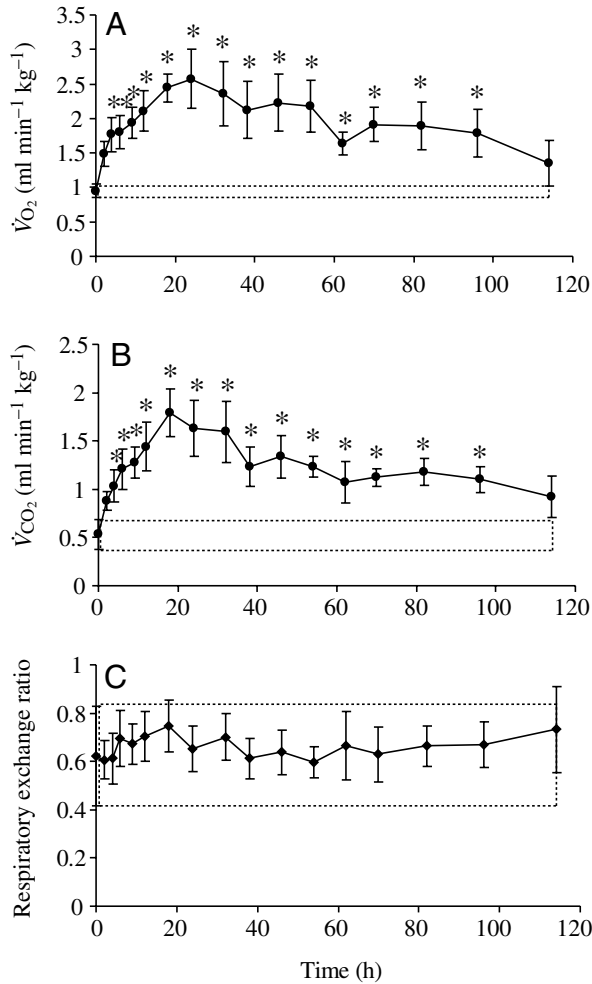 A
3.5
3
2.5
2
1.5
1
0.5
0
V̇O₂ (ml min⁻¹ kg⁻¹)
* * * * * * * * * * * * * * *
0 20 40 60 80 100 120
B
2.5
2
1.5
1
0.5
0
V̇CO₂ (ml min⁻¹ kg⁻¹)
* * * * * * * * * * * * * * *
0 20 40 60 80 100 120
C
1
0.8
0.6
0.4
0.2
0
Respiratory exchange ratio
0 20 40 60 80 100 120
Time (h)